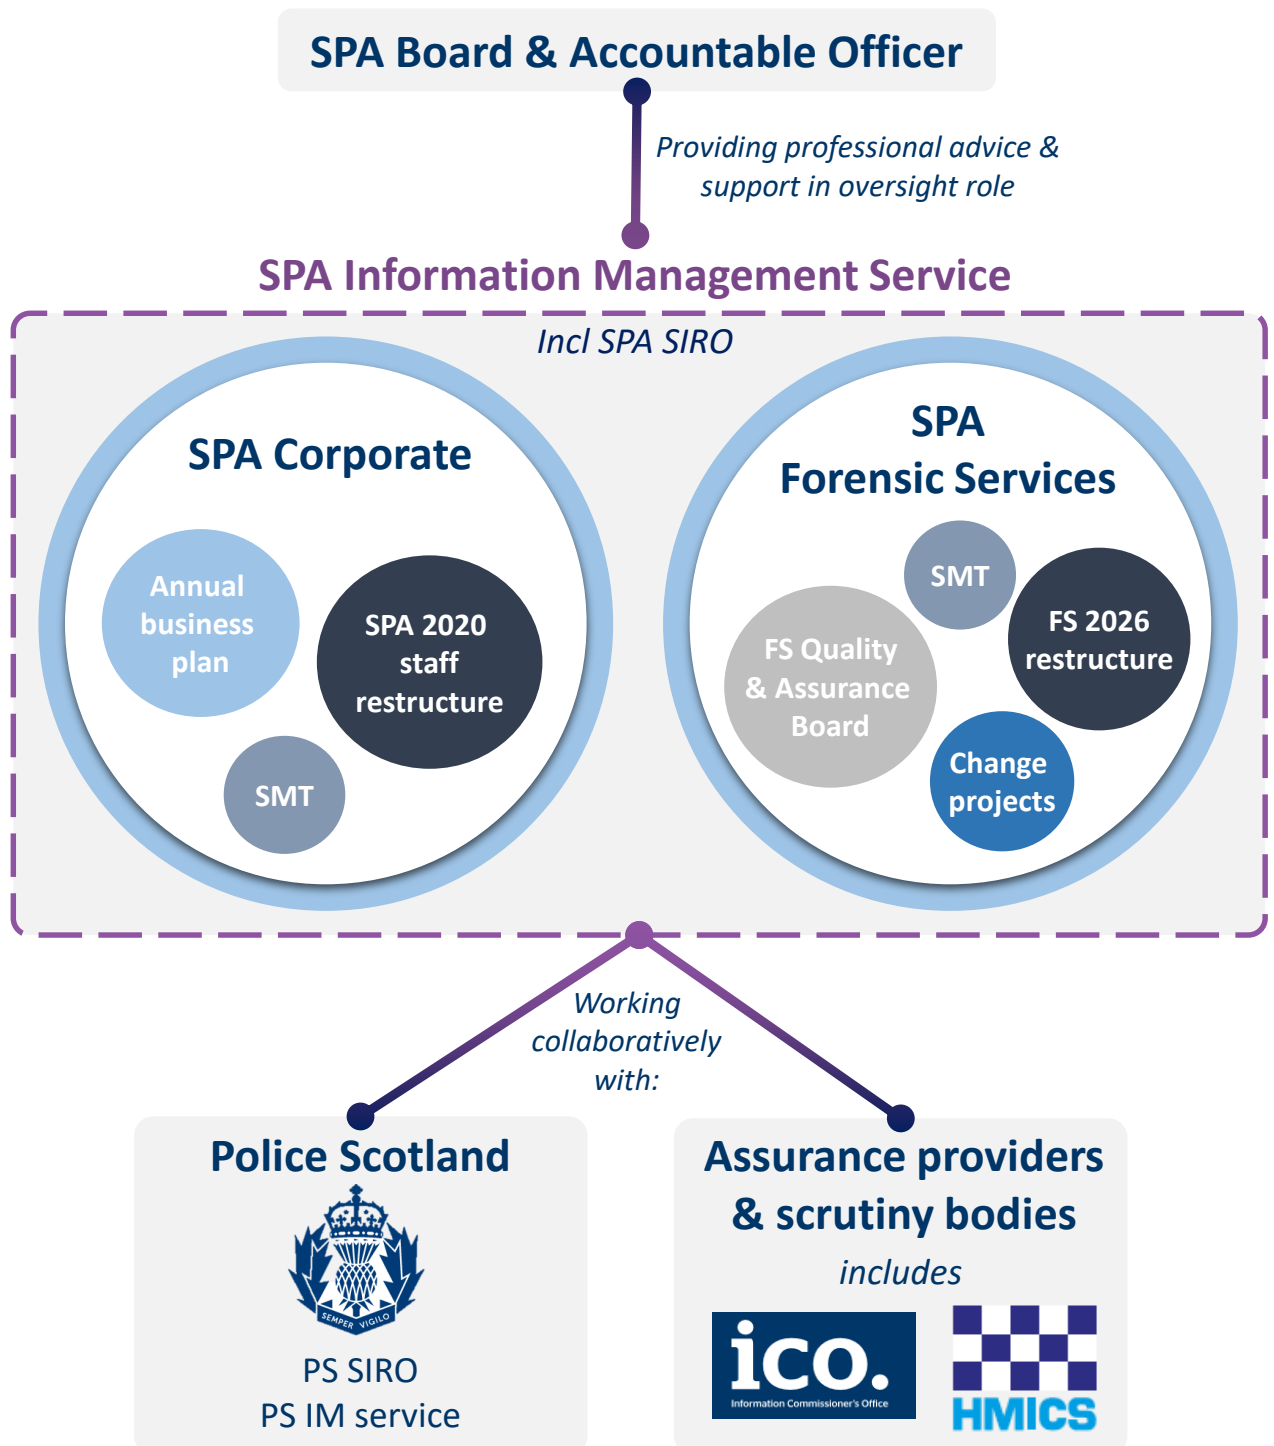 SPA Board & Accountable Officer
Providing professional advice &
support in oversight role
SPA Information Management Service
Incl SPA SIRO
SPA Corporate
Annual
business
plan
SPA 2020
staff
restructure
SMT
SPA
Forensic Services
SMT
FS 2026
restructure
FS Quality
& Assurance
Board
Change
projects
Working
collaboratively
with:
Police Scotland
SEMPER VIGILO
PS SIRO
PS IM service
Assurance providers
& scrutiny bodies
includes
ico.
Information Commissioner's Office
HMICS